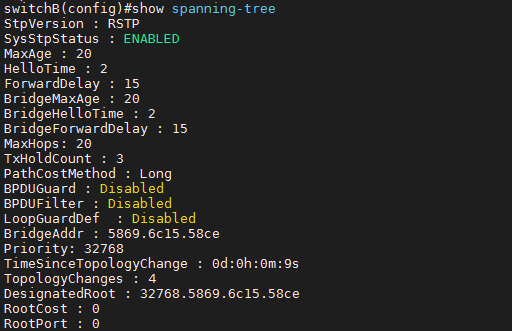 switchB(config)#show spanning-tree
StpVersion : RSTP
SysStpStatus : ENABLED
MaxAge : 20
HelloTime : 2
ForwardDelay : 15
BridgeMaxAge : 20
BridgeHelloTime : 2
BridgeForwardDelay : 15
MaxHops: 20
TxHoldCount : 3
PathCostMethod : Long
BPDUGuard : Disabled
BPDUFilter : Disabled
LoopGuardDef  : Disabled
BridgeAddr : 5869.6c15.58ce
Priority: 32768
TimeSinceTopologyChange : 0d:0h:0m:9s
TopologyChanges : 4
DesignatedRoot : 32768.5869.6c15.58ce
RootCost : 0
RootPort : 0